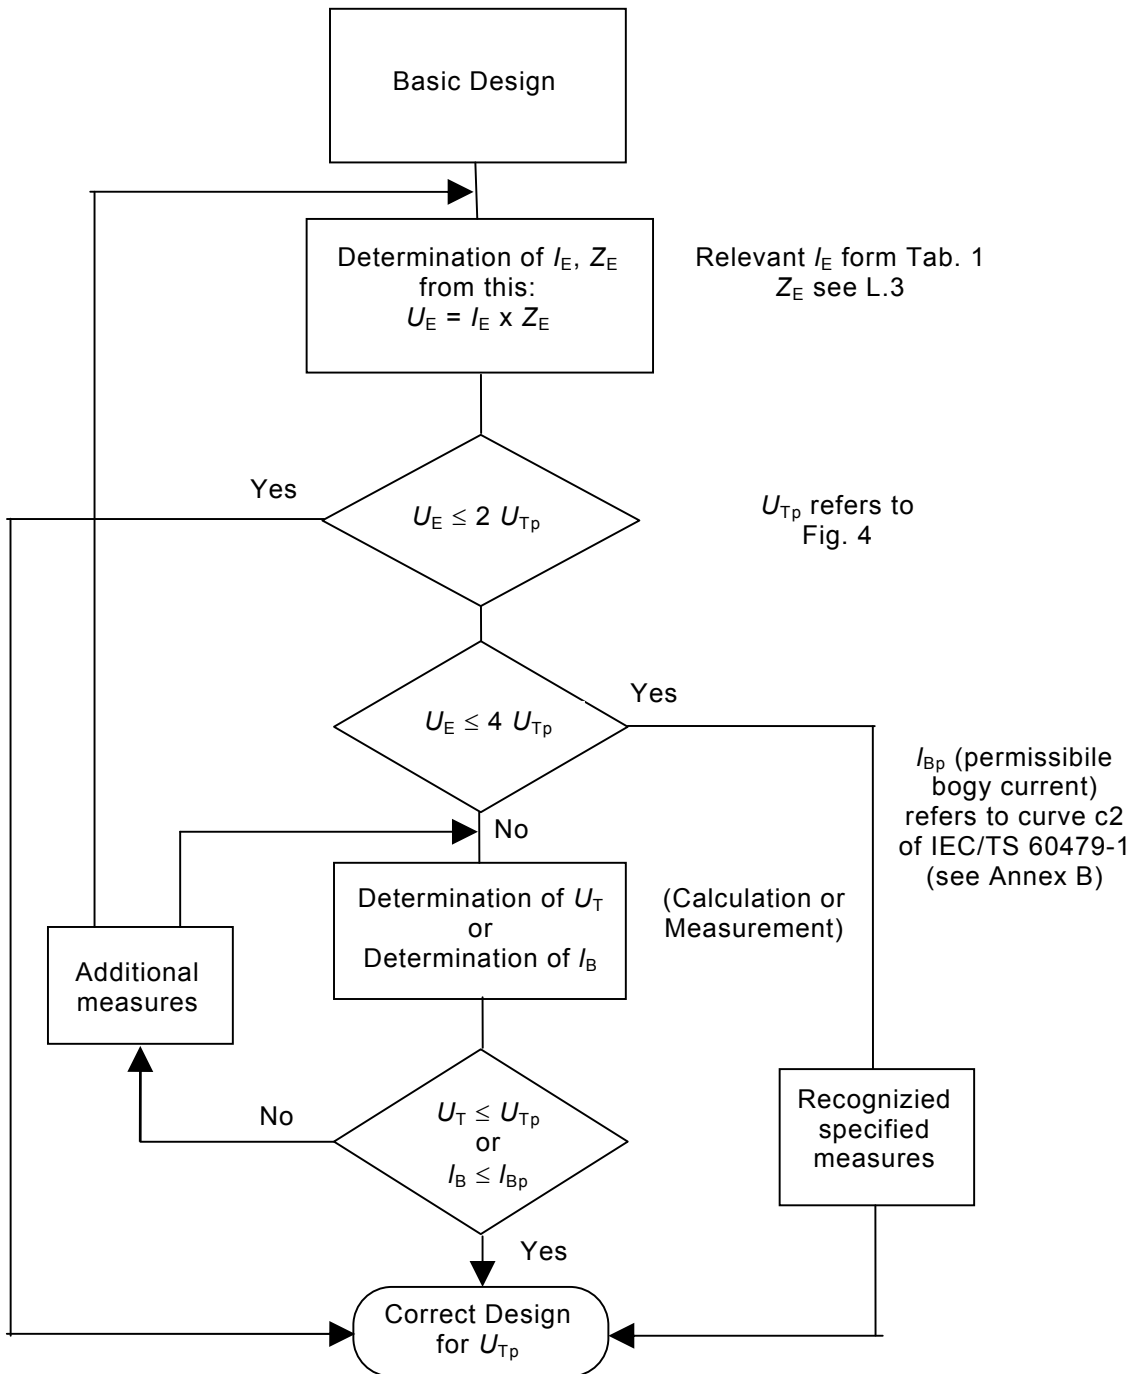 Basic Design
Determination of IE, ZE
from this:
UE = IE x ZE
Relevant IE form Tab. 1
ZE see L.3
Yes
UE ≤ 2 UTp
UTp refers to
Fig. 4
UE ≤ 4 UTp
Yes
IBp (permissibile
bogy current)
refers to curve c2
of IEC/TS 60479-1
(see Annex B)
No
Determination of UT
or
Determination of IB
(Calculation or
Measurement)
Additional
measures
No
UT ≤ UTp
or
IB ≤ IBp
Recognizied
specified
measures
Yes
Correct Design
for UTp